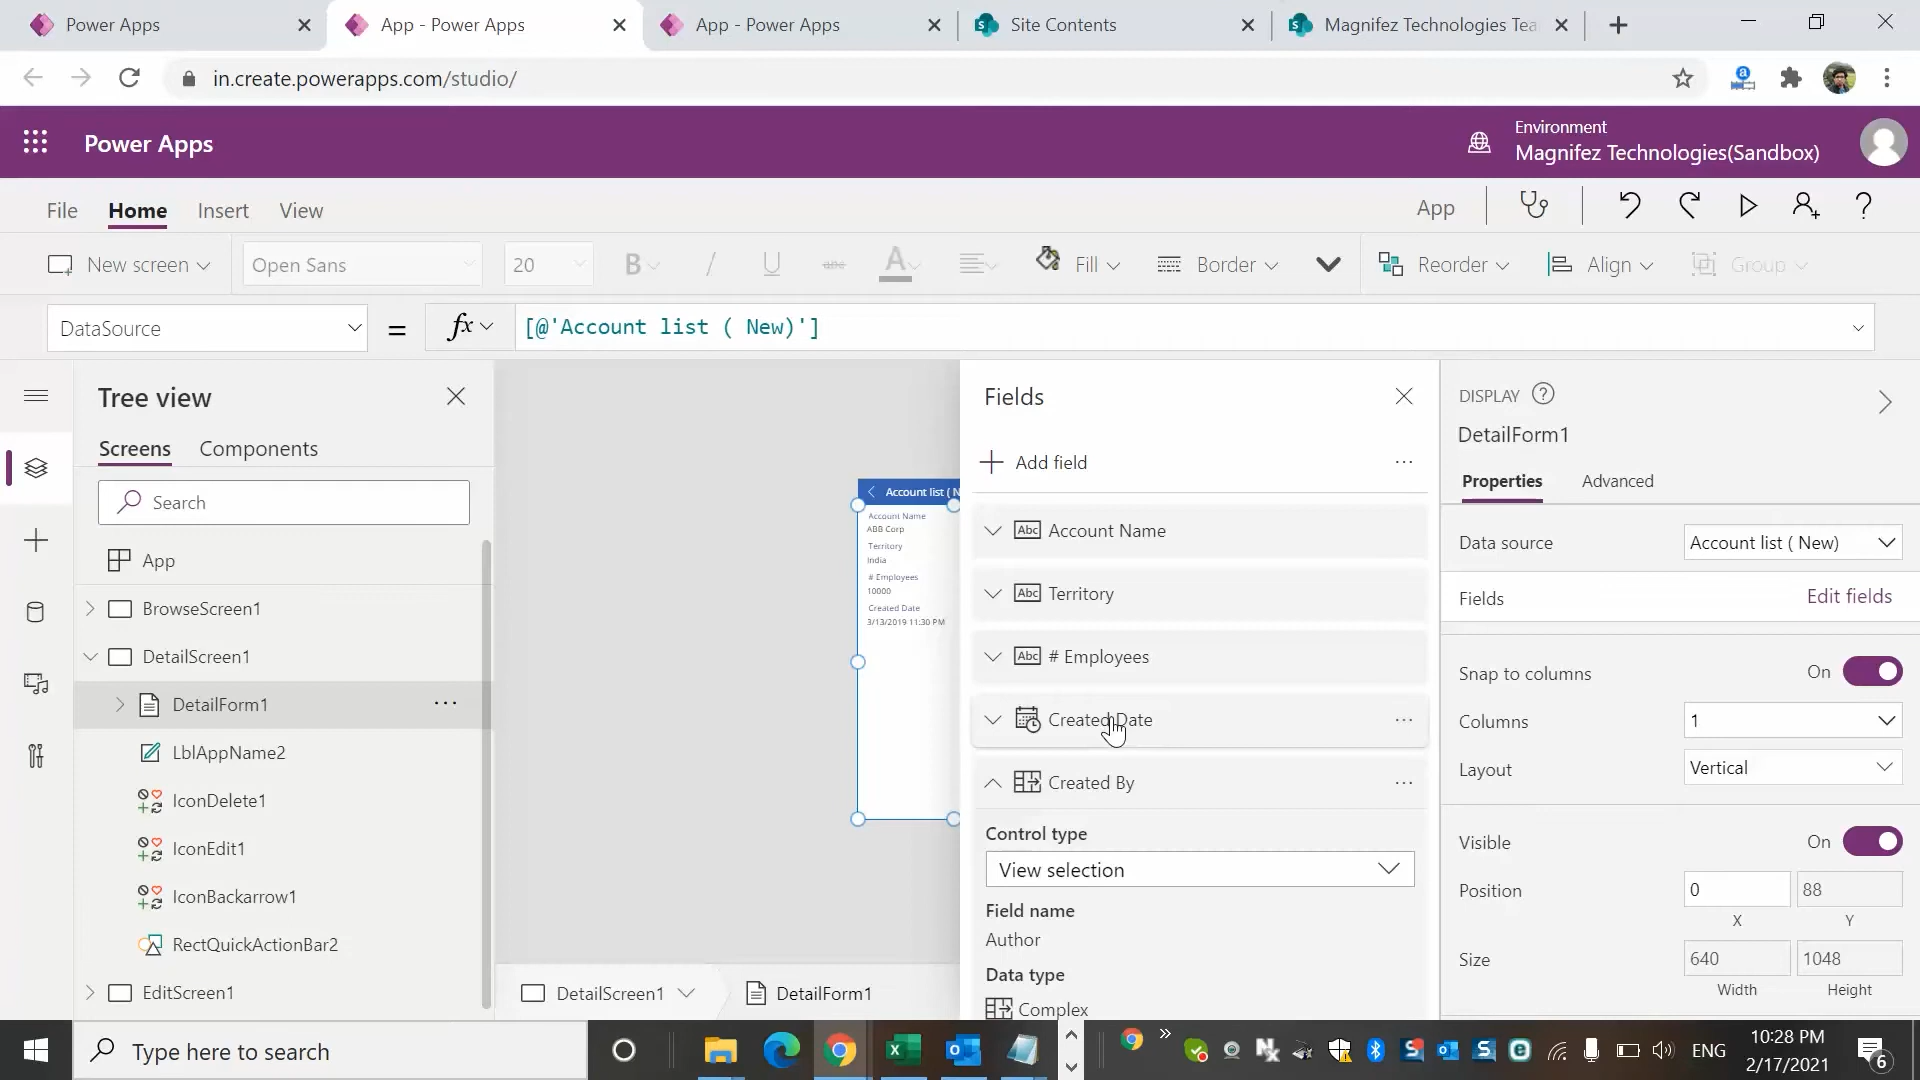 Power Apps
App - Power Apps
App - Power Apps
Site Contents
Magnifez Technologies Tea
in.create.powerapps.com/studio/
Power Apps
Environment
Magnifez Technologies(Sandbox)
File
Home
Insert
View
App
New screen
Open Sans
20
B
/
U
abc
A
Fill
Border
Reorder
Align
Group
DataSource
=
fx
[@'Account list ( New)']
Tree view
Screens
Components
Search
App
BrowseScreen1
DetailScreen1
DetailForm1
LblAppName2
IconDelete1
IconEdit1
IconBackarrow1
RectQuickActionBar2
EditScreen1
Account list ( N
Account Name
ABB Corp
Territory
India
# Employees
10000
Created Date
3/13/2019 11:30 PM
DetailScreen1
DetailForm1
Fields
Add field
Abc Account Name
Abc Territory
Abc # Employees
Created Date
Created By
Control type
View selection
Field name
Author
Data type
Complex
DISPLAY
DetailForm1
Properties
Advanced
Data source
Account list ( New)
Fields
Edit fields
Snap to columns
On
Columns
1
Layout
Vertical
Visible
On
Position
0
88
X
Y
Size
640
1048
Width
Height
Type here to search
ENG
10:28 PM
2/17/2021
6